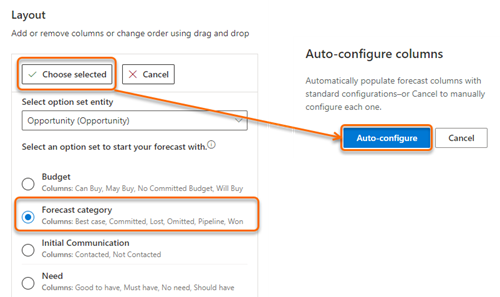 Layout
Add or remove columns or change order using drag and drop
Choose selected
Cancel
Select option set entity
Opportunity (Opportunity)
Select an option set to start your forecast with.
Budget
Columns: Can Buy, May Buy, No Committed Budget, Will Buy
Forecast category
Columns: Best case, Committed, Lost, Omitted, Pipeline, Won
Initial Communication
Columns: Contacted, Not Contacted
Need
Columns: Good to have, Must have, No need, Should have
Auto-configure columns
Automatically populate forecast columns with
standard configurations–or Cancel to manually
configure each one.
Auto-configure
Cancel